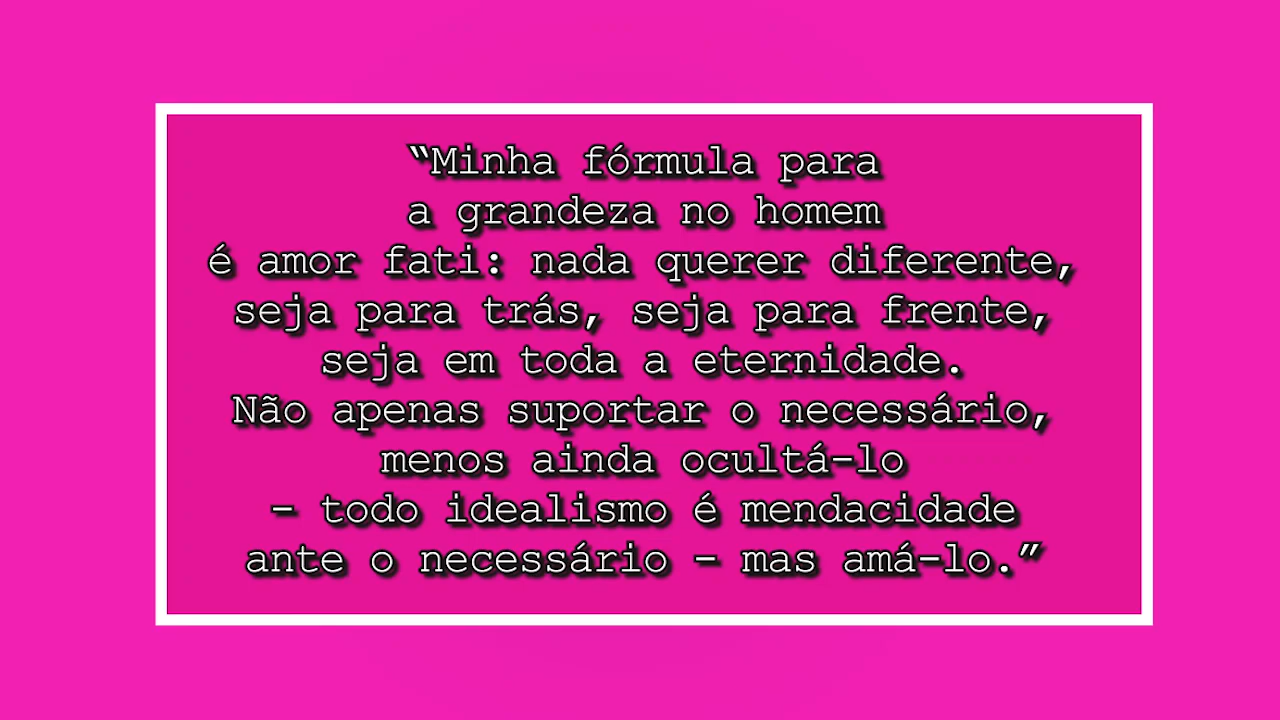 “Minha fórmula para
a grandeza no homem
é amor fati: nada querer diferente,
seja para trás, seja para frente,
seja em toda a eternidade.
Não apenas suportar o necessário,
menos ainda ocultá-lo
- todo idealismo é mendacidade
ante o necessário - mas amá-lo.”